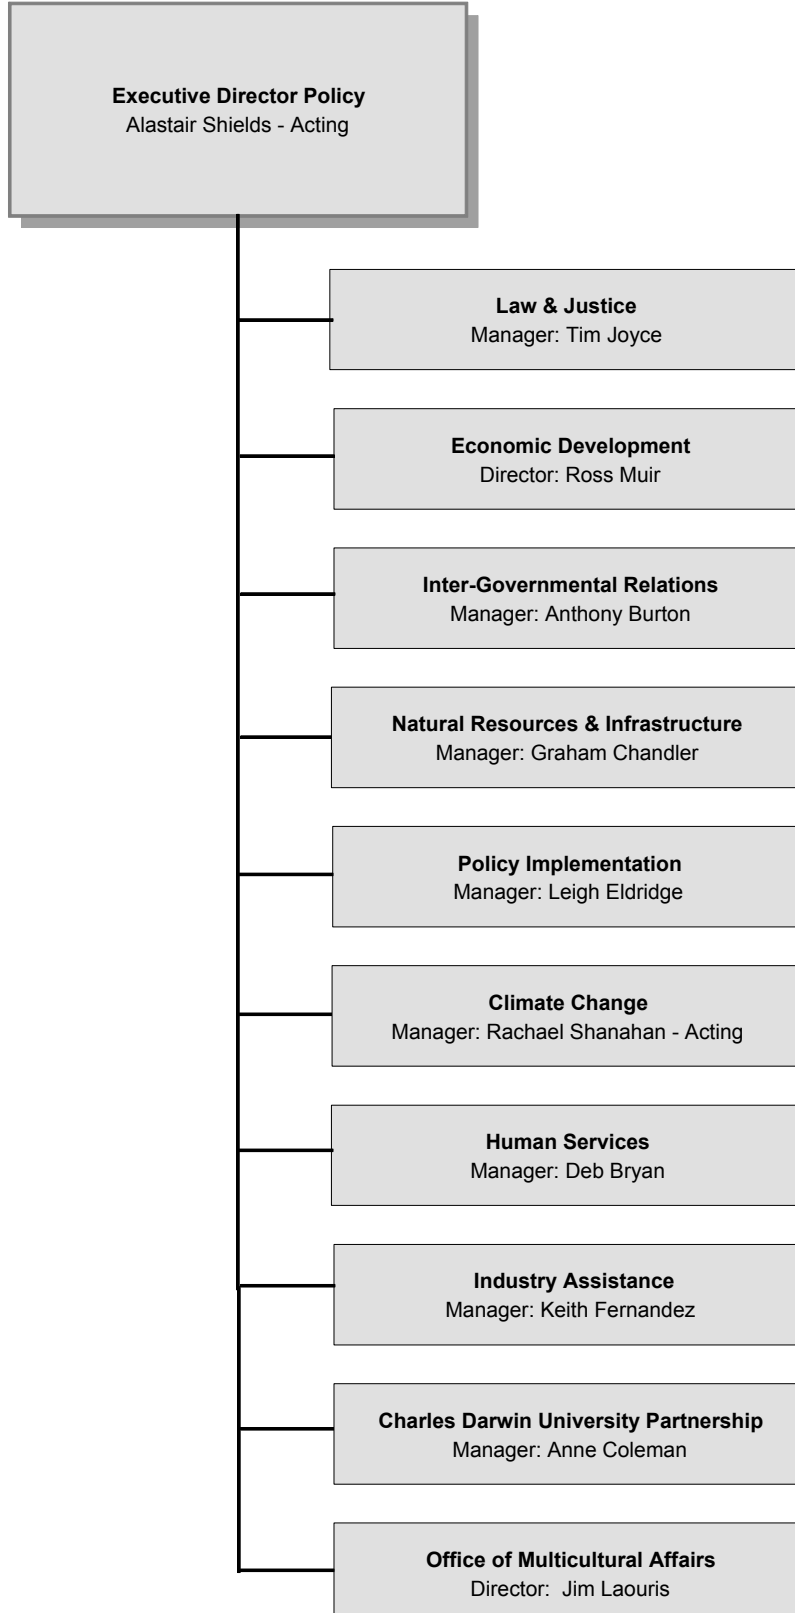 Executive Director Policy
Alastair Shields - Acting
Law & Justice
Manager: Tim Joyce
Economic Development
Director: Ross Muir
Inter-Governmental Relations
Manager: Anthony Burton
Natural Resources & Infrastructure
Manager: Graham Chandler
Policy Implementation
Manager: Leigh Eldridge
Climate Change
Manager: Rachael Shanahan - Acting
Human Services
Manager: Deb Bryan
Industry Assistance
Manager: Keith Fernandez
Charles Darwin University Partnership
Manager: Anne Coleman
Office of Multicultural Affairs
Director:  Jim Laouris